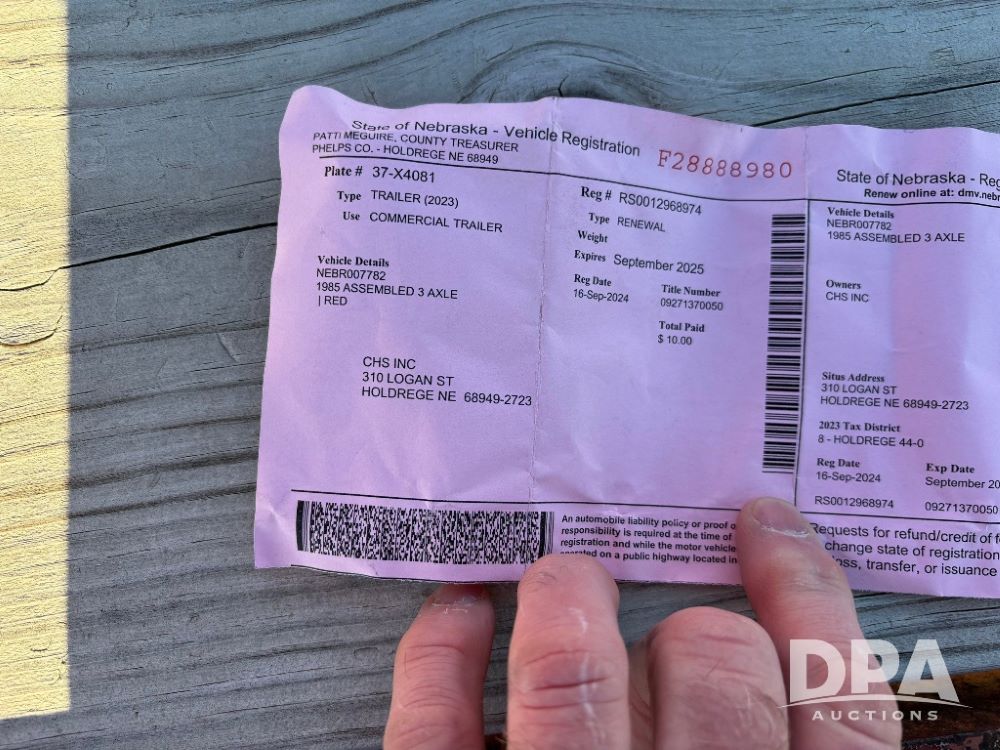 State of Nebraska - Vehicle Registration
PATTI MEGUIRE, COUNTY TREASURER
PHELPS CO. - HOLDREGE NE 68949
F28888980
Plate # 37-X4081
Type TRAILER (2023)
Use COMMERCIAL TRAILER
Vehicle Details
NEBR007782
1985 ASSEMBLED 3 AXLE
| RED
CHS INC
310 LOGAN ST
HOLDREGE NE 68949-2723
Reg # RS0012968974
Type RENEWAL
Weight
Expires September 2025
Reg Date
16-Sep-2024
Title Number
09271370050
Total Paid
$ 10.00
An automobile liability policy or proof o
responsibility is required at the time of
registration and while the motor vehicle
operated on a public highway located in
State of Nebraska - Reg
Renew online at: dmv.nebr
Vehicle Details
NEBR007782
1985 ASSEMBLED 3 AXLE
Owners
CHS INC
Situs Address
310 LOGAN ST
HOLDREGE NE 68949-2723
2023 Tax District
8 - HOLDREGE 44-0
Reg Date
16-Sep-2024
Exp Date
September 20
RS0012968974
09271370050
Requests for refund/credit of f
change state of registration
loss, transfer, or issuance
DPA
AUCTIONS